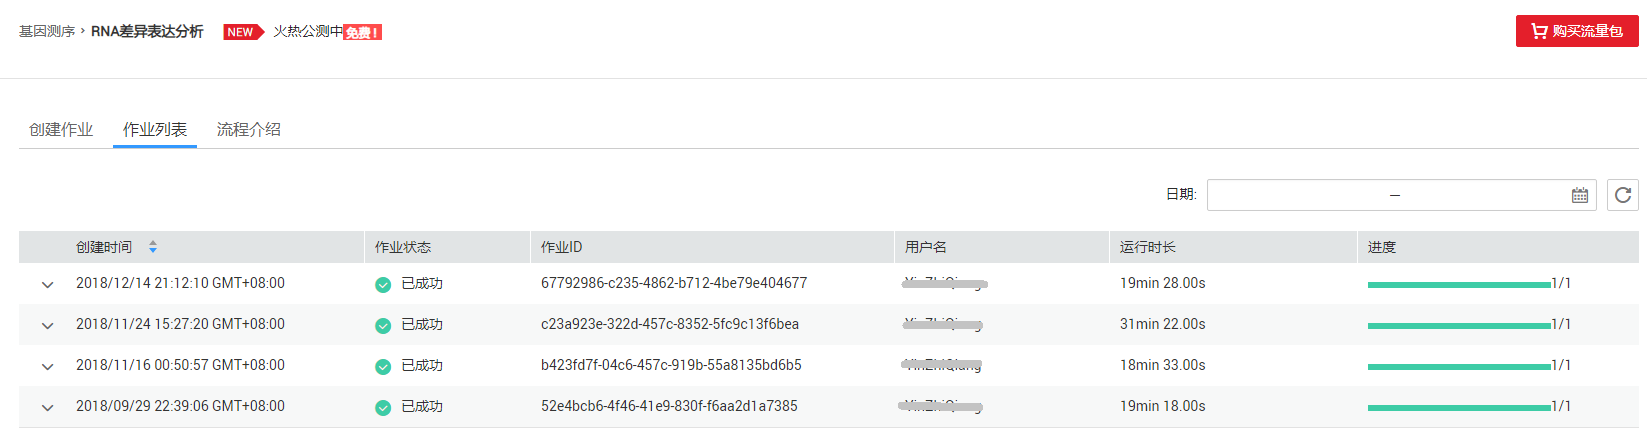 基因测序 › RNA差异表达分析 NEW 火热公测中免费! 购买流量包
创建作业 作业列表 流程介绍
日期: –
创建时间 作业状态 作业ID 用户名 运行时长 进度
2018/12/14 21:12:10 GMT+08:00 已成功 67792986-c235-4862-b712-4be79e404677 19min 28.00s 1/1
2018/11/24 15:27:20 GMT+08:00 已成功 c23a923e-322d-457c-8352-5fc9c13f6bea 31min 22.00s 1/1
2018/11/16 00:50:57 GMT+08:00 已成功 b423fd7f-04c6-457c-919b-55a8135bd6b5 18min 33.00s 1/1
2018/09/29 22:39:06 GMT+08:00 已成功 52e4bcb6-4f46-41e9-830f-f6aa2d1a7385 19min 18.00s 1/1